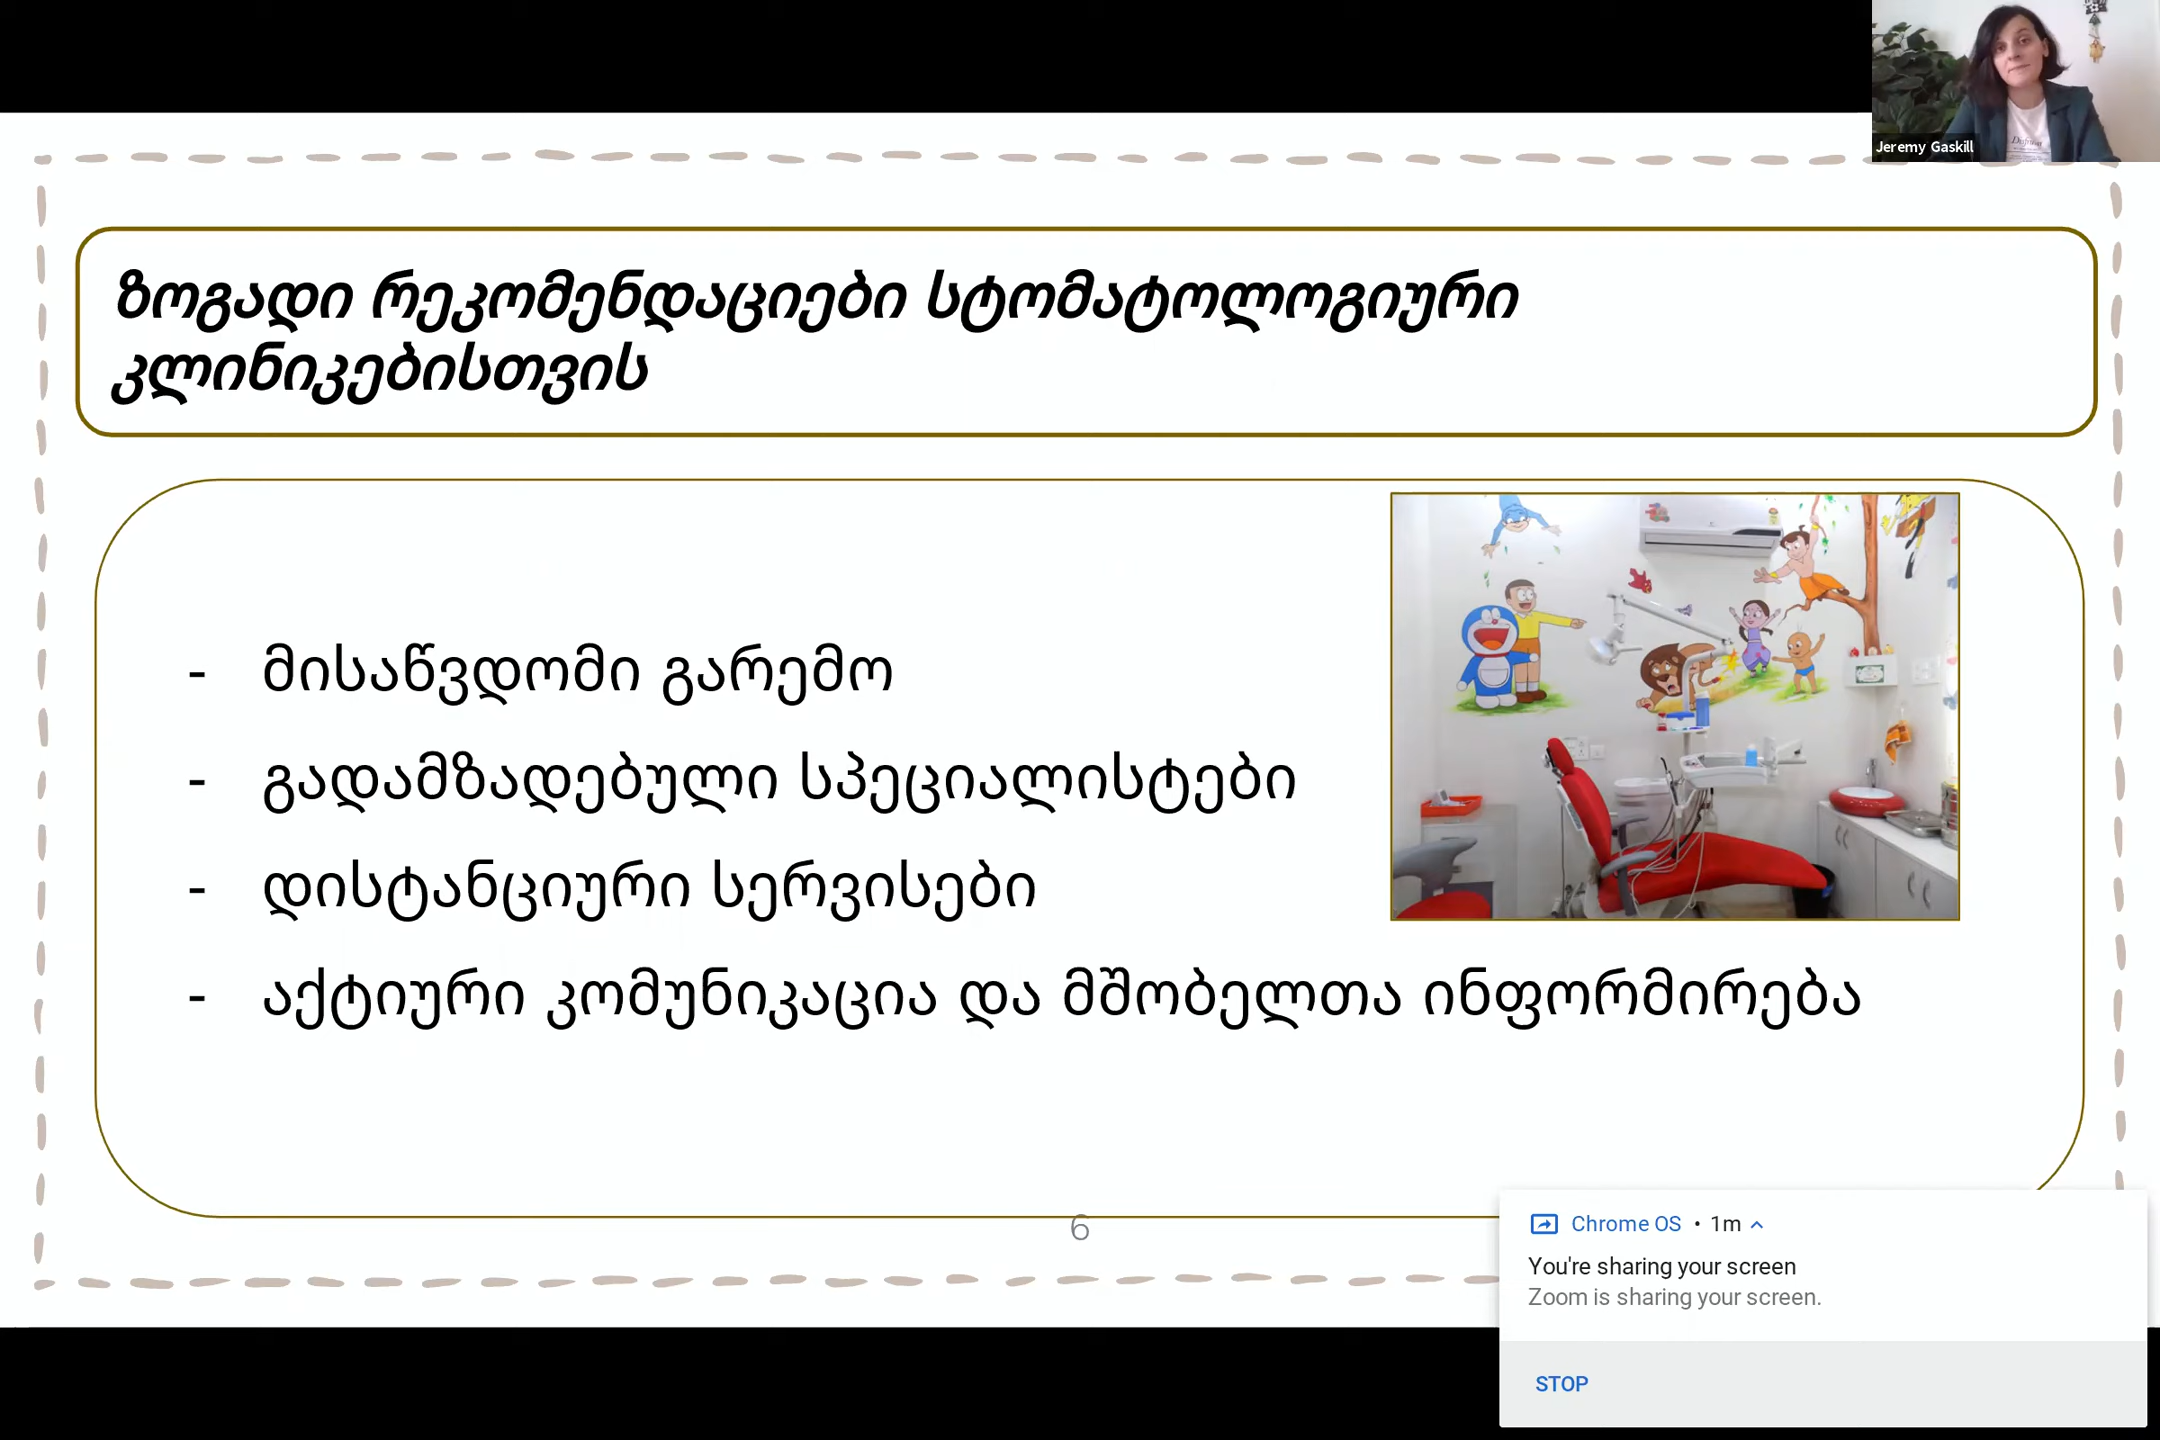 Jeremy Gaskill
ზოგადი რეკომენდაციები სტომატოლოგიური
კლინიკებისთვის
- მისაწვდომი გარემო
- გადამზადებული სპეციალისტები
- დისტანციური სერვისები
- აქტიური კომუნიკაცია და მშობელთა ინფორმირება
6
Chrome OS • 1m
You're sharing your screen
Zoom is sharing your screen.
STOP